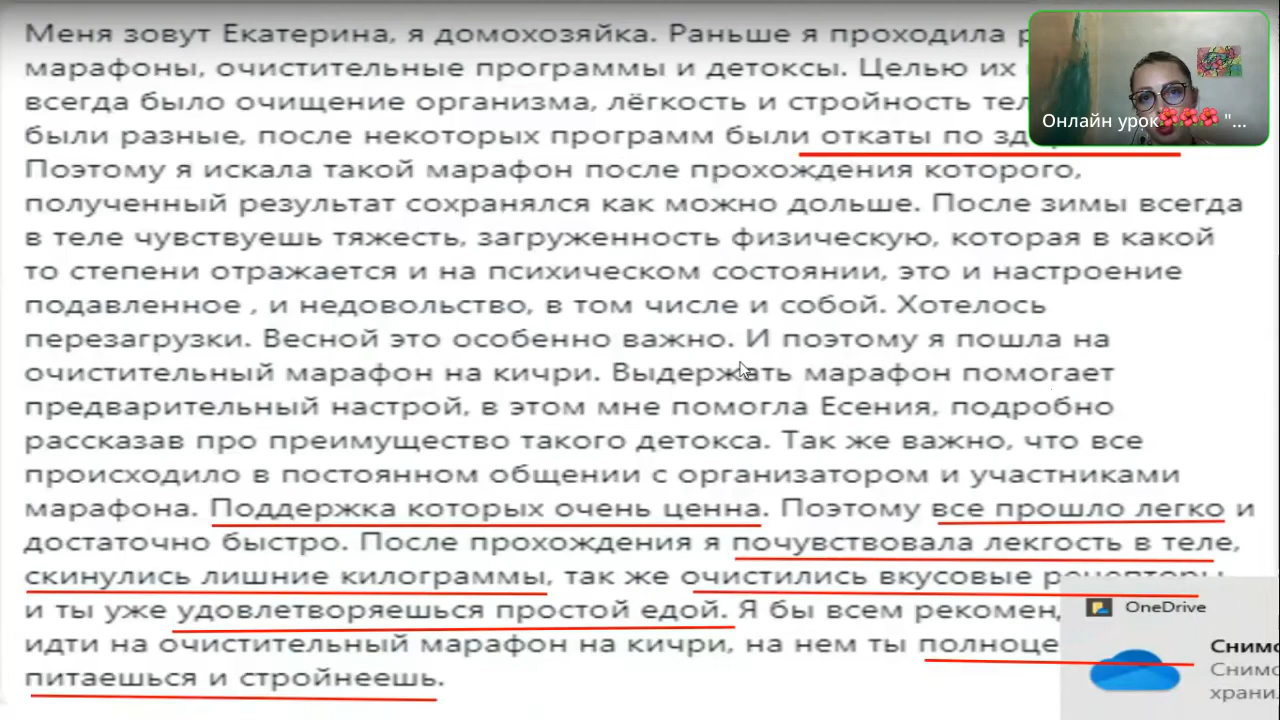 Меня зовут Екатерина, я домохозяйка. Раньше я проходила
марафоны, очистительные программы и детоксы. Целью их
всегда было очищение организма, лёгкость и стройность
были разные, после некоторых программ были откаты по
Поэтому я искала такой марафон после прохождения которого,
полученный результат сохранялся как можно дольше. После зимы всегда
в теле чувствуешь тяжесть, загруженность физическую, которая в какой
то степени отражается и на психическом состоянии, это и настроение
подавленное , и недовольство, в том числе и собой. Хотелось
перезагрузки. Весной это особенно важно. И поэтому я пошла на
очистительный марафон на кичри. Выдержать марафон помогает
предварительный настрой, в этом мне помогла Есения, подробно
рассказав про преимущество такого детокса. Так же важно, что все
происходило в постоянном общении с организатором и участниками
марафона. Поддержка которых очень ценна. Поэтому все прошло легко и
достаточно быстро. После прохождения я почувствовала лекгость в теле,
скинулись лишние килограммы, так же очистились вкусовые рецепторы
и ты уже удовлетворяешься простой едой. Я бы всем
идти на очистительный марафон на кичри, на нем ты
питаешься и стройнеешь.
Онлайн урок🌺🌺🌺 "...
OneDrive